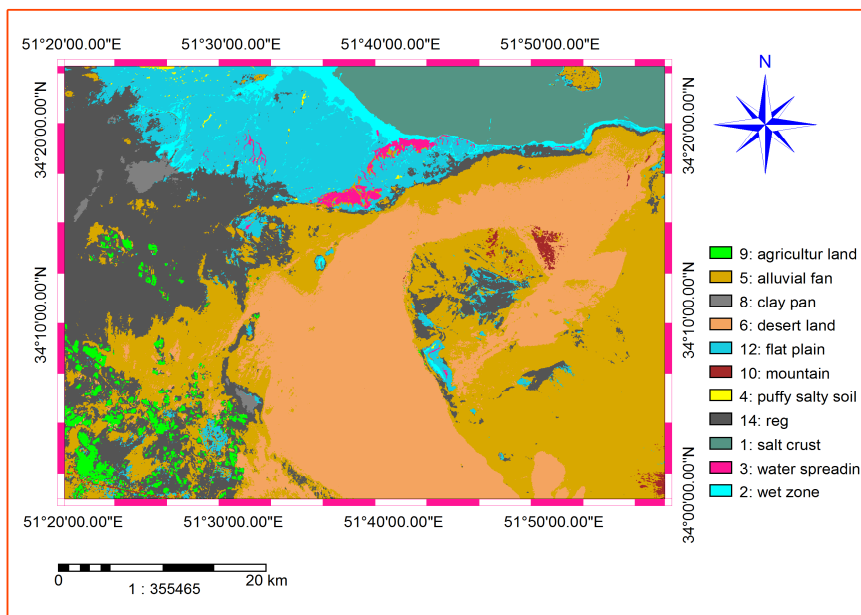 51°20'00.00"E 51°30'00.00"E 51°40'00.00"E 51°50'00.00"E
N
34°20'00.00"N
34°20'00.00"N
34°10'00.00"N
34°10'00.00"N
34°00'00.00"N
9: agricultur land
5: alluvial fan
8: clay pan
6: desert land
12: flat plain
10: mountain
4: puffy salty soil
14: reg
1: salt crust
3: water spreadin
2: wet zone
51°20'00.00"E 51°30'00.00"E 51°40'00.00"E 51°50'00.00"E
0 20 km
1 : 355465